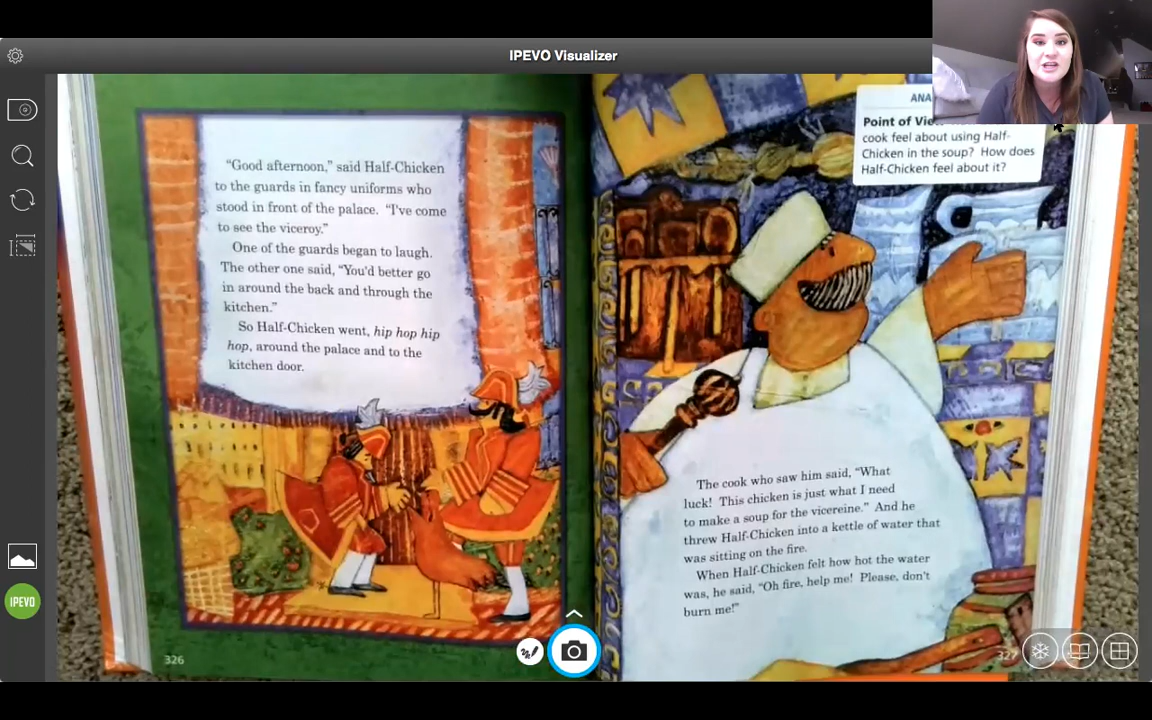 IPEVO Visualizer
"Good afternoon," said Half-Chicken
to the guards in fancy uniforms who
stood in front of the palace. "I've come
to see the viceroy."
One of the guards began to laugh.
The other one said, "You'd better go
in around the back and through the
kitchen."
So Half-Chicken went, hip hop hip
hop, around the palace and to the
kitchen door.
326
ANA
Point of
cook feel about using Half-
Chicken in the soup? How does
Half-Chicken feel about it?
The cook who saw him said, "What
luck! This chicken is just what I need
to make a soup for the vicereine." And he
threw Half-Chicken into a kettle of water that
was sitting on the fire.
When Half-Chicken felt how hot the water
was, he said, "Oh fire, help me! Please, don't
burn me!"
327
IPEVO